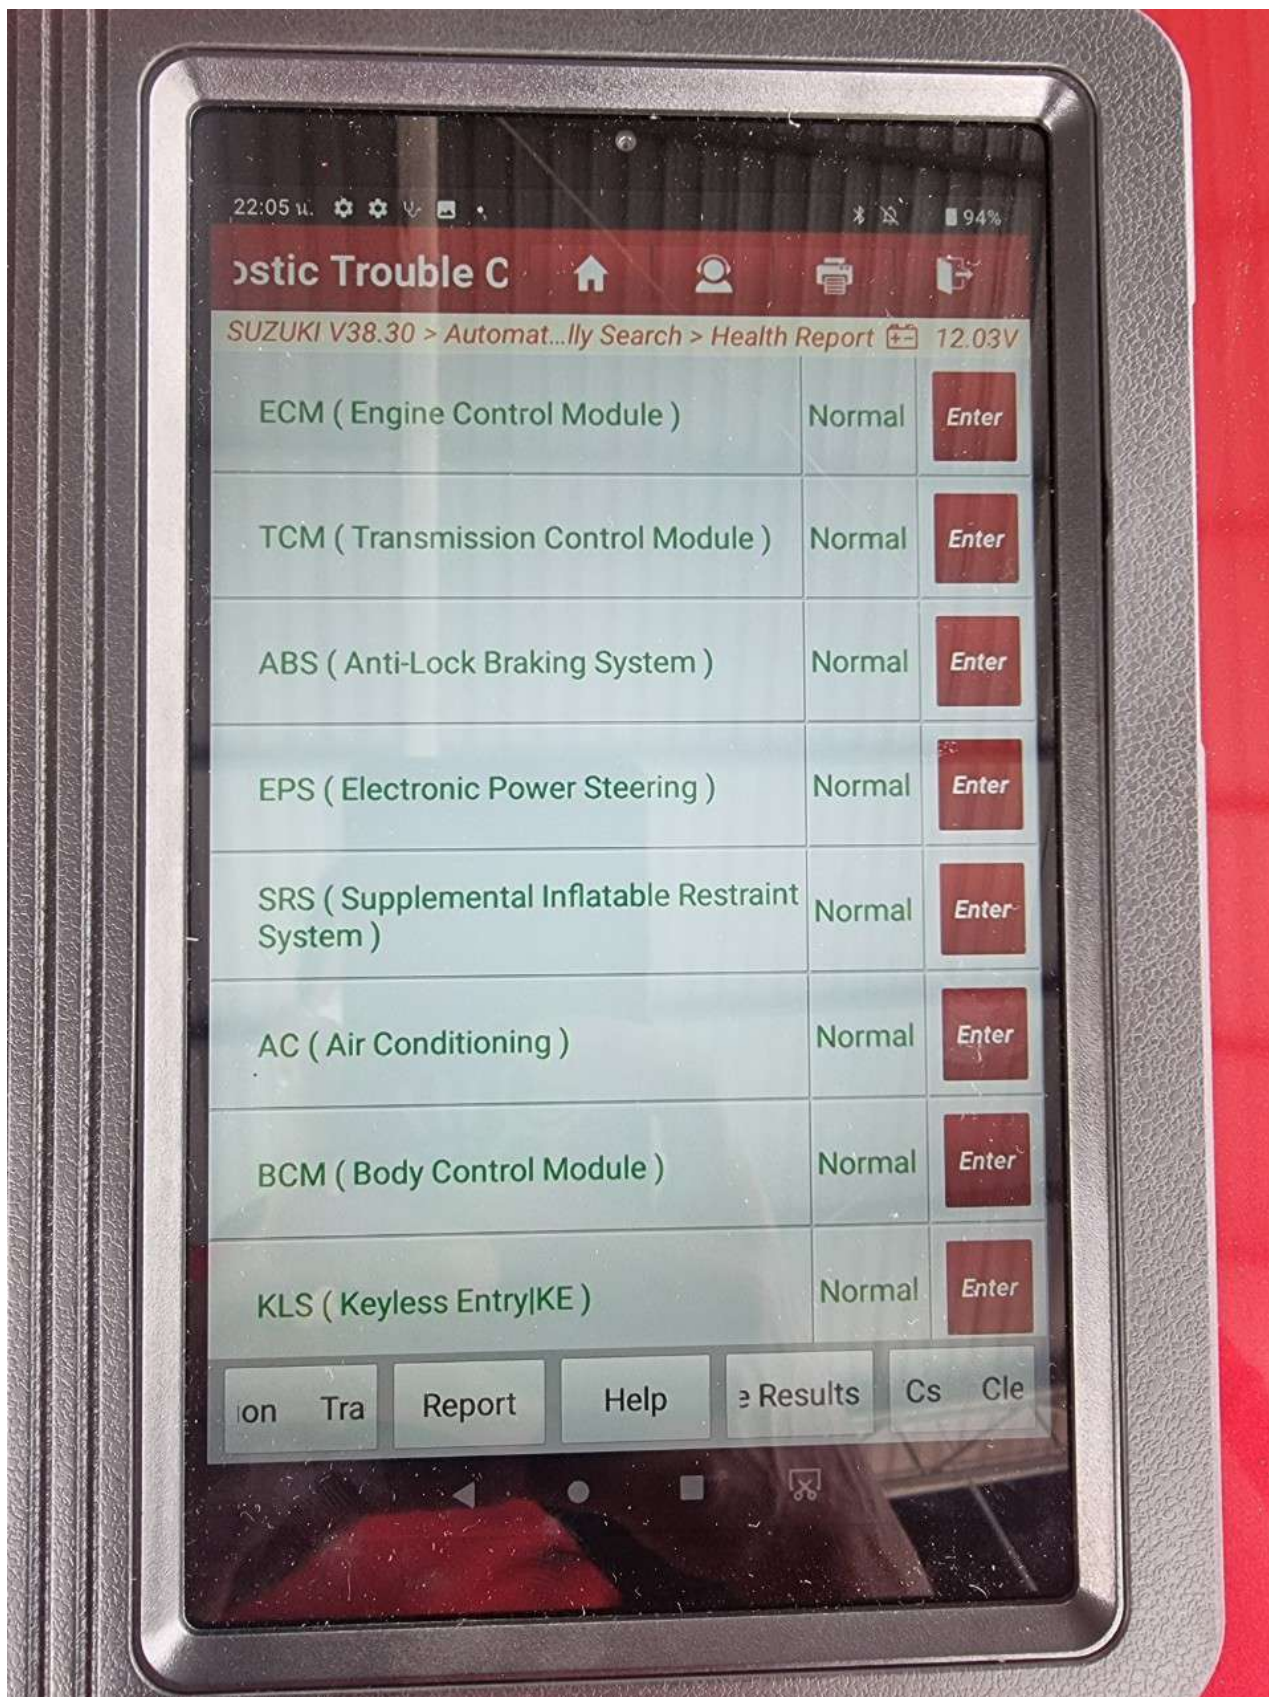 22:05 น. 94%
ostic Trouble C
SUZUKI V38.30 > Automat...lly Search > Health Report 12.03V
ECM ( Engine Control Module ) Normal Enter
TCM ( Transmission Control Module ) Normal Enter
ABS ( Anti-Lock Braking System ) Normal Enter
EPS ( Electronic Power Steering ) Normal Enter
SRS ( Supplemental Inflatable Restraint
System ) Normal Enter
AC ( Air Conditioning ) Normal Enter
BCM ( Body Control Module ) Normal Enter
KLS ( Keyless Entry|KE ) Normal Enter
on Tra Report Help e Results Cs Cle